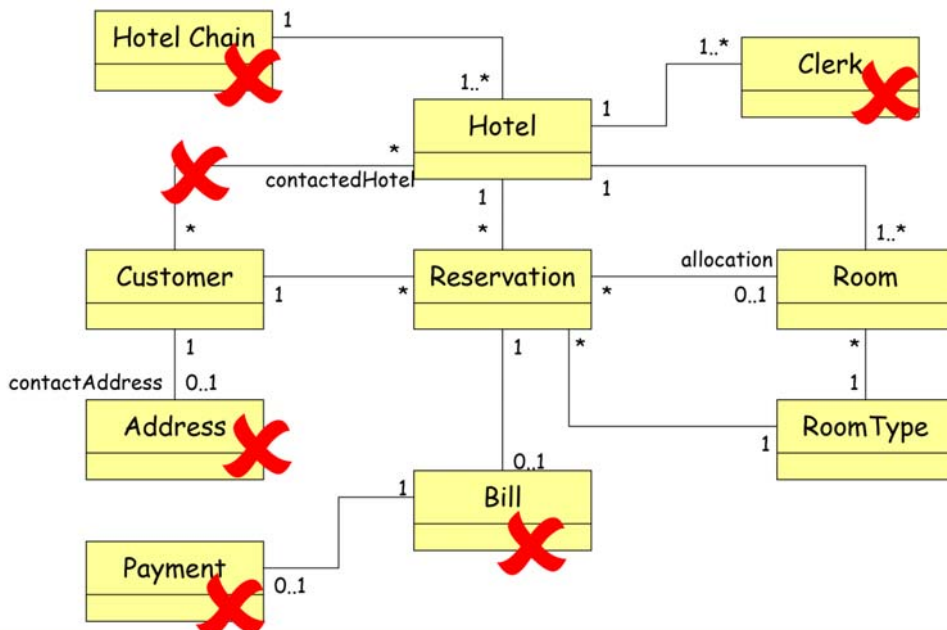 Hotel Chain
1
1..*
Clerk
1..*
1
Hotel
*
contactedHotel
1
1
*
*
1..*
Customer
1
*
Reservation
*
allocation
0..1
Room
1
contactAddress
0..1
1
*
*
1
Address
RoomType
1
0..1
1
Bill
Payment
0..1